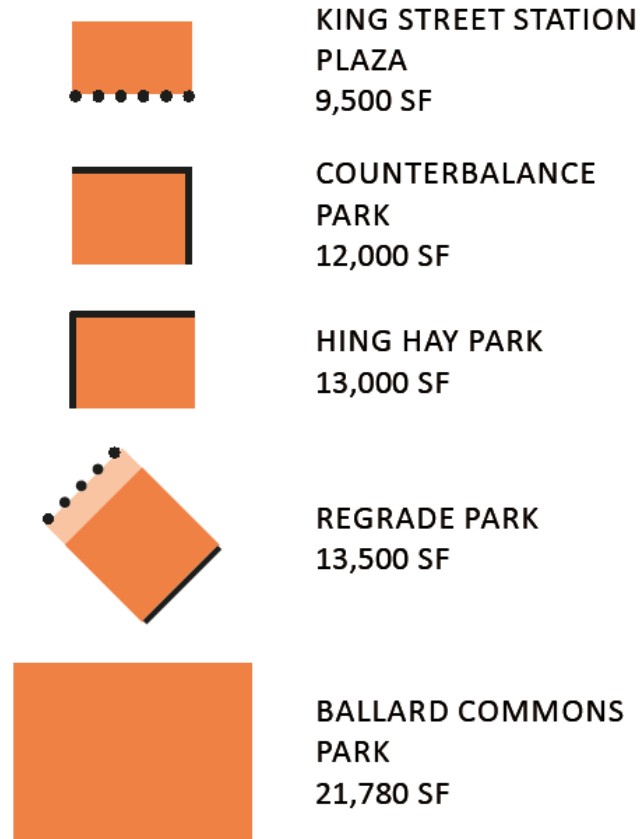 KING STREET STATION
PLAZA
9,500 SF
COUNTERBALANCE
PARK
12,000 SF
HING HAY PARK
13,000 SF
REGRADE PARK
13,500 SF
BALLARD COMMONS
PARK
21,780 SF